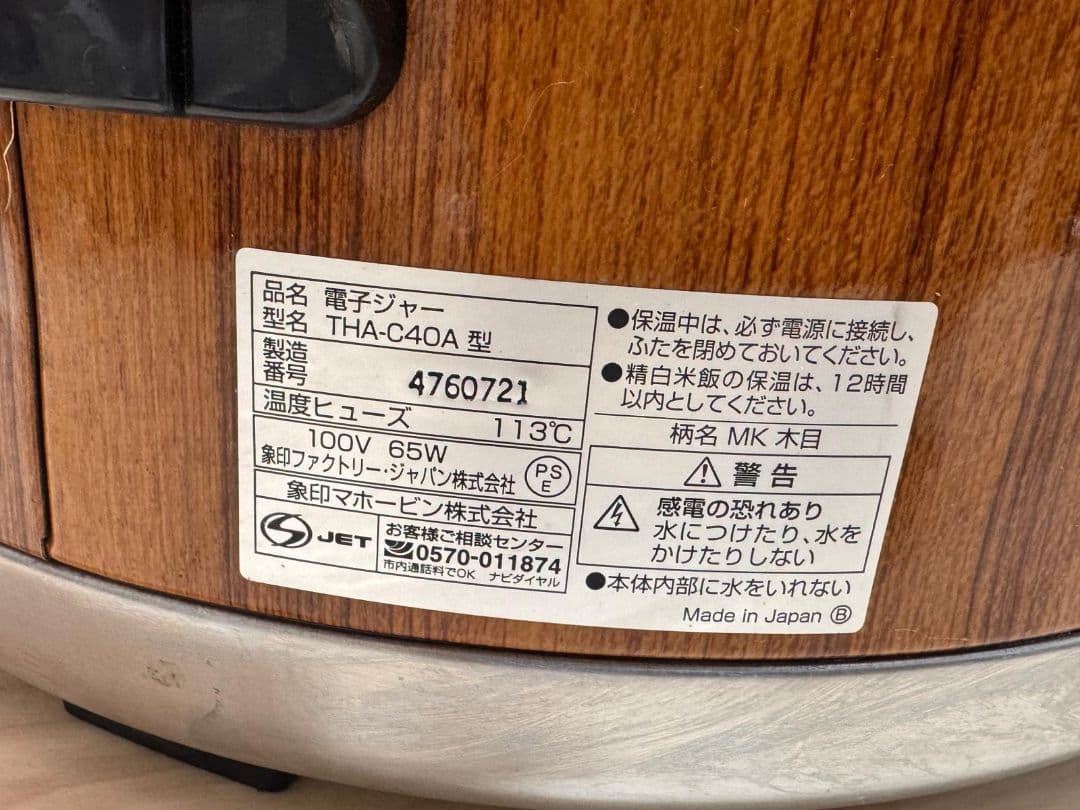 品名 電子ジャー
型名 THA-C40A 型
製造番号 4760721
温度ヒューズ 113℃
100V 65W
象印ファクトリー・ジャパン株式会社
PSE
象印マホービン株式会社
JET
お客様ご相談センター
0570-011874
市内通話料でOK ナビダイヤル
●保温中は、必ず電源に接続し、
ふたを閉めておいてください。
●精白米飯の保温は、12時間
以内としてください。
柄名 MK 木目
警告
感電の恐れあり
水につけたり、水を
かけたりしない
●本体内部に水をいれない
Made in Japan Ⓑ